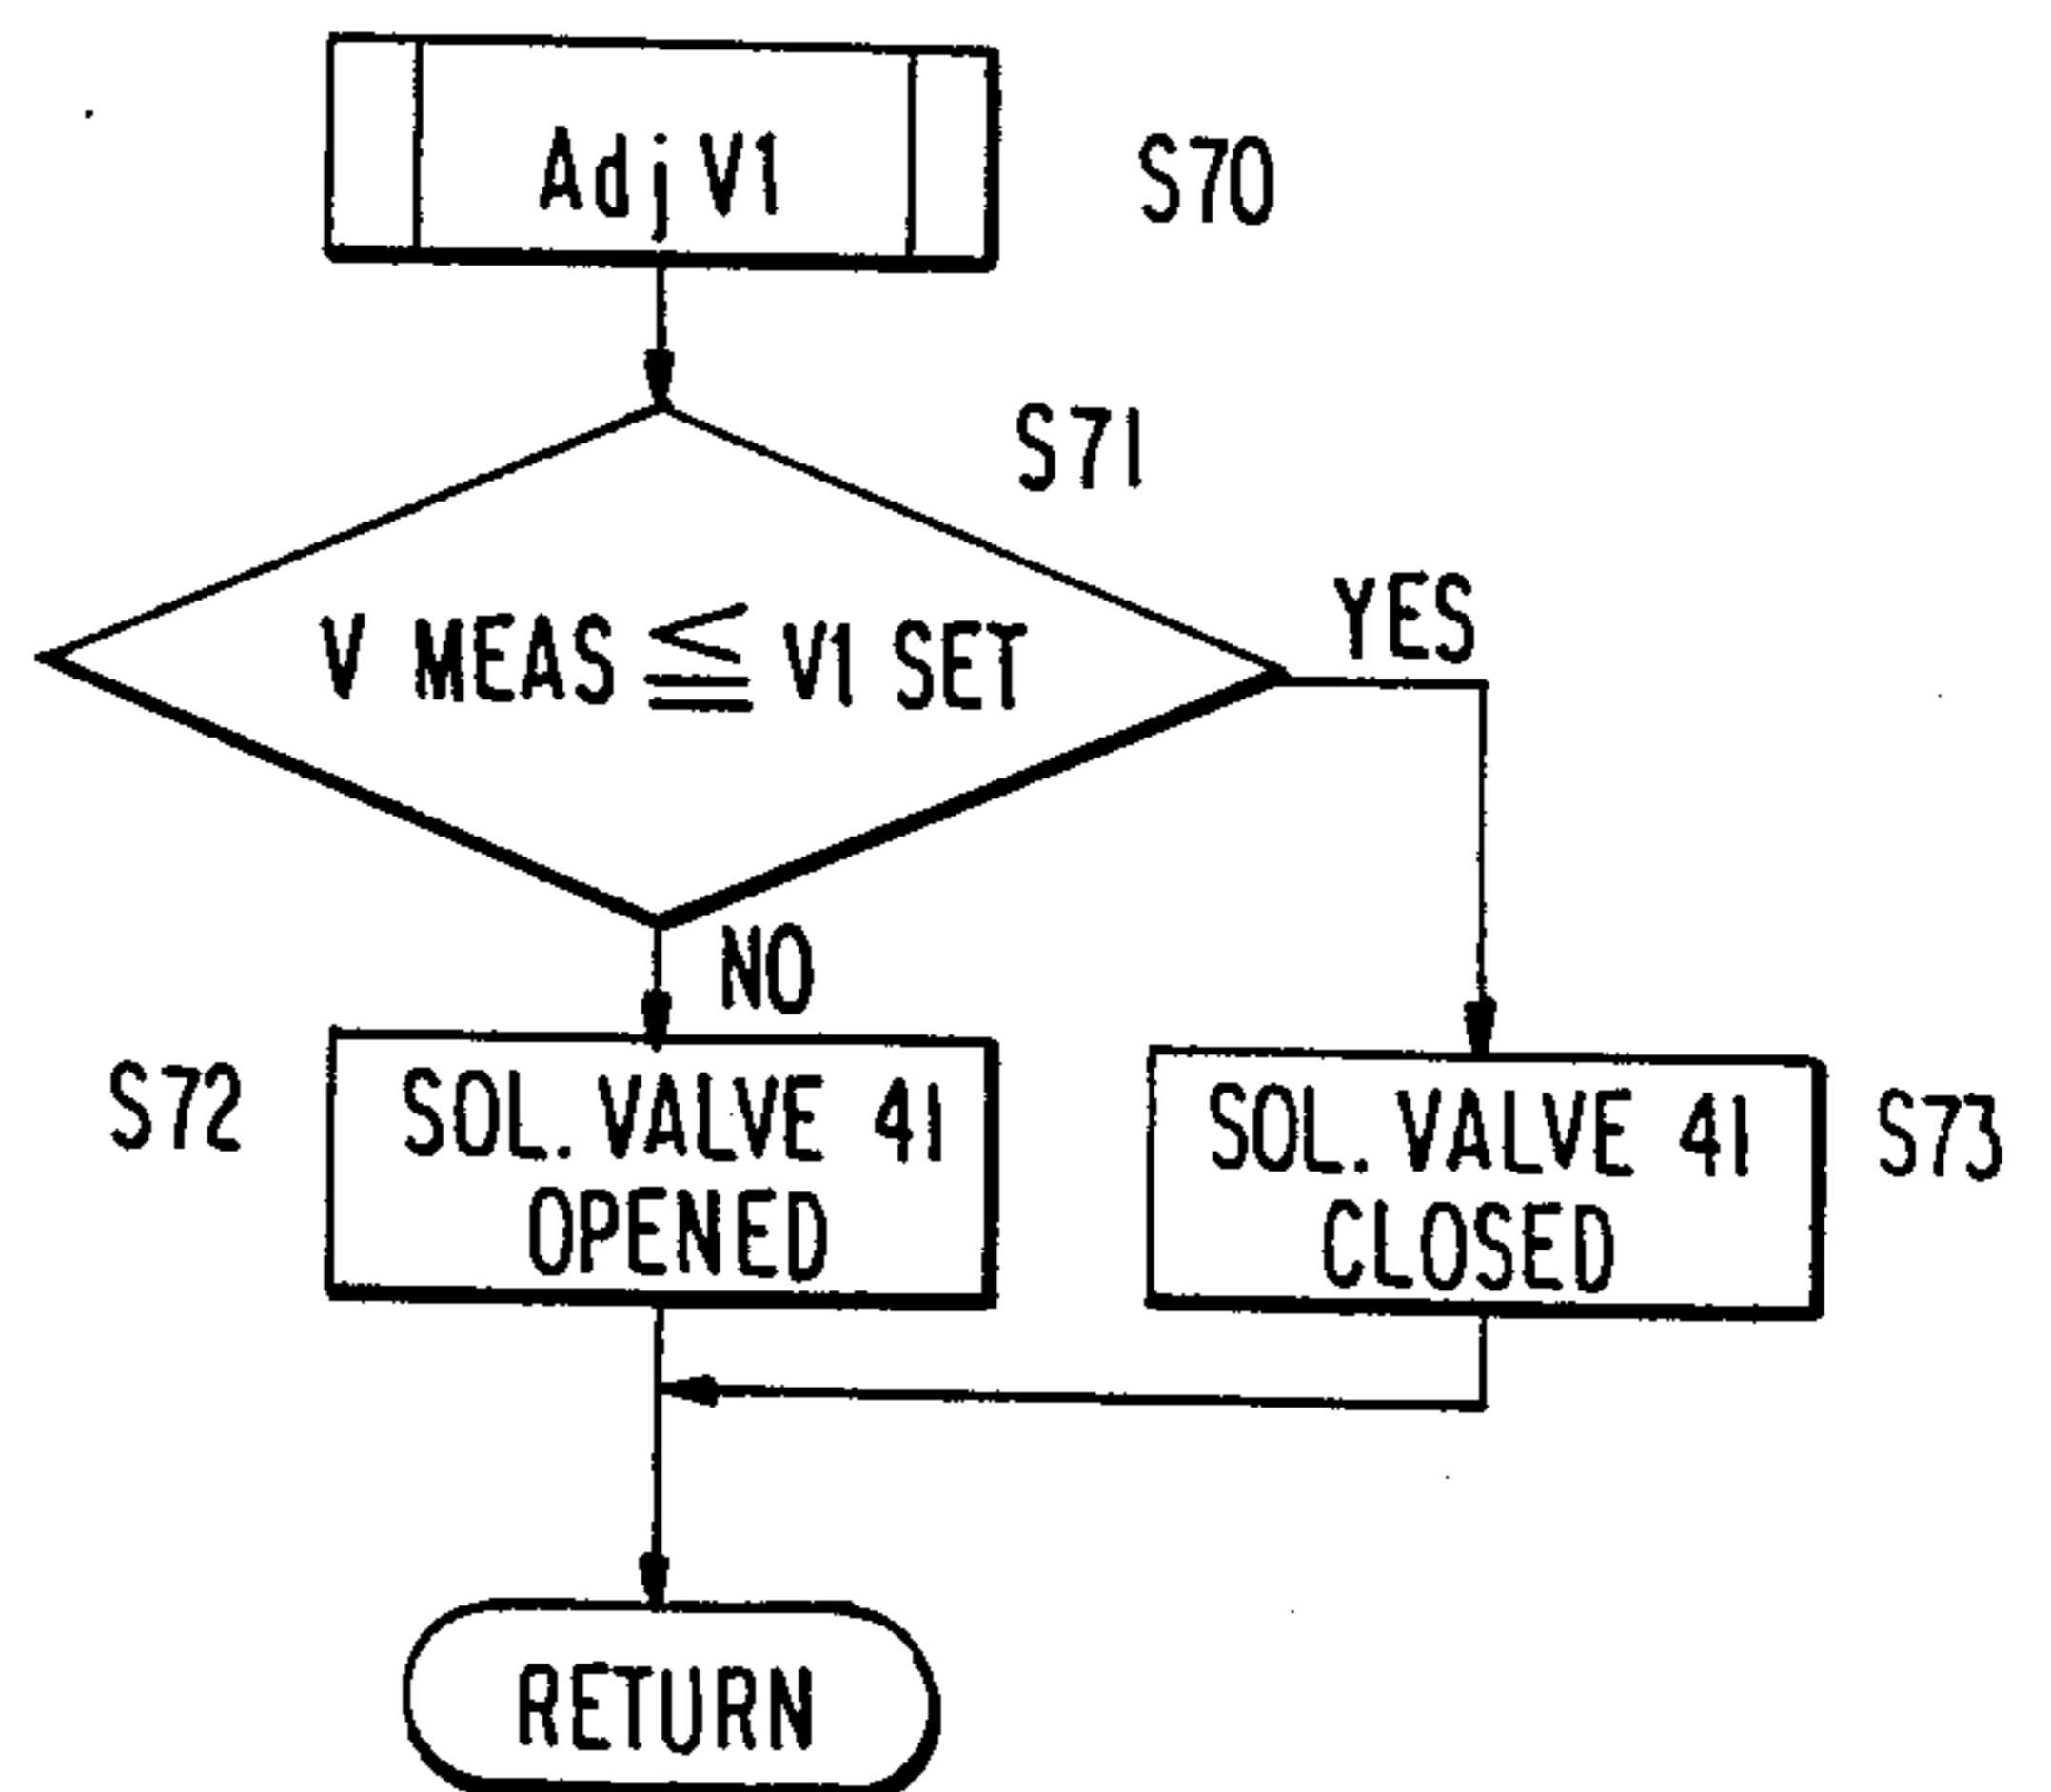 Adj V1
S70
S71
V MEAS ≦ V1 SET
YES
NO
S72
SOL. VALVE 41
OPENED
SOL. VALVE 41
CLOSED
S73
RETURN